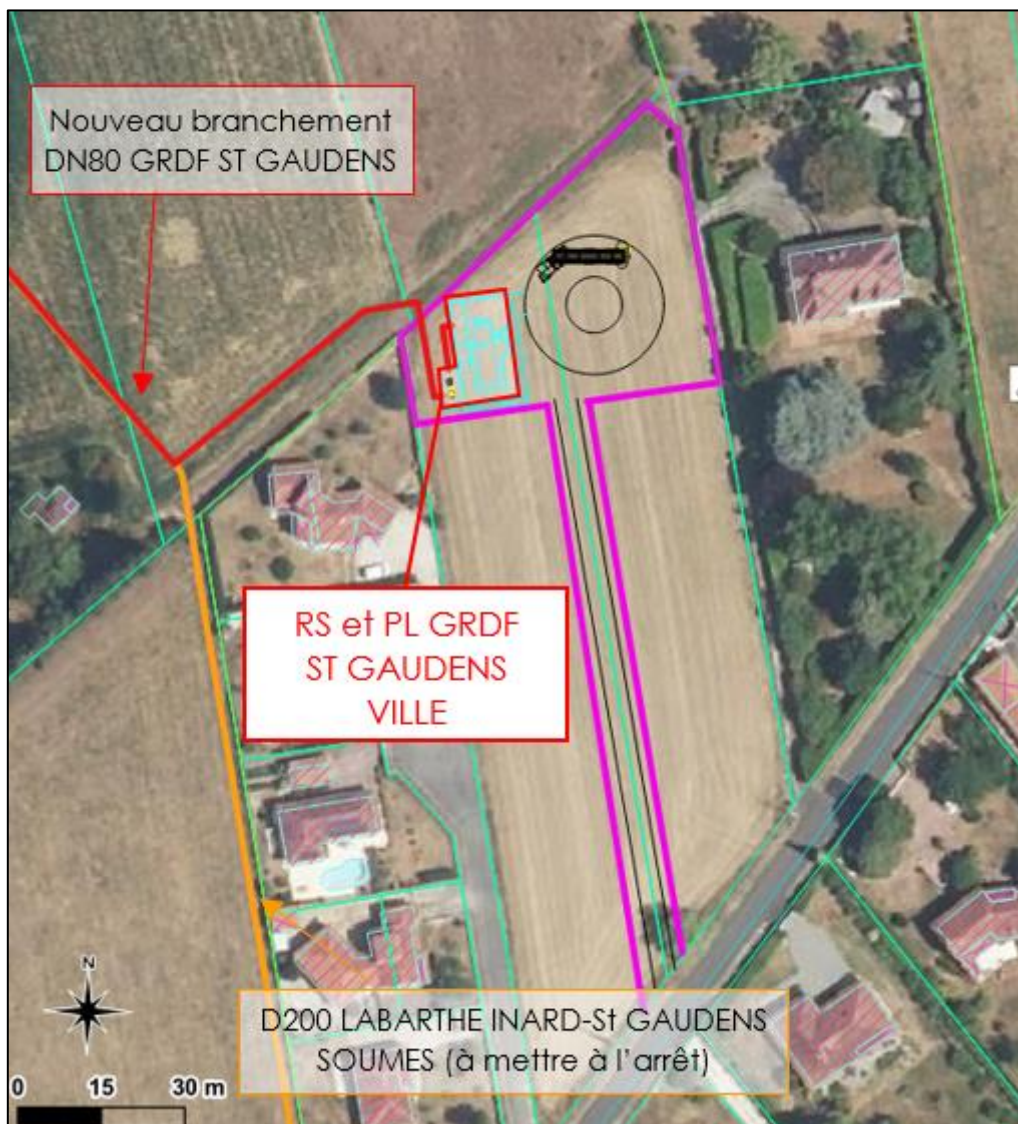 Nouveau branchement
DN80 GRDF ST GAUDENS
RS et PL GRDF
ST GAUDENS
VILLE
D200 LABARTHE INARD-St GAUDENS
SOUMES (à mettre à l'arrêt)
N
0 15 30 m